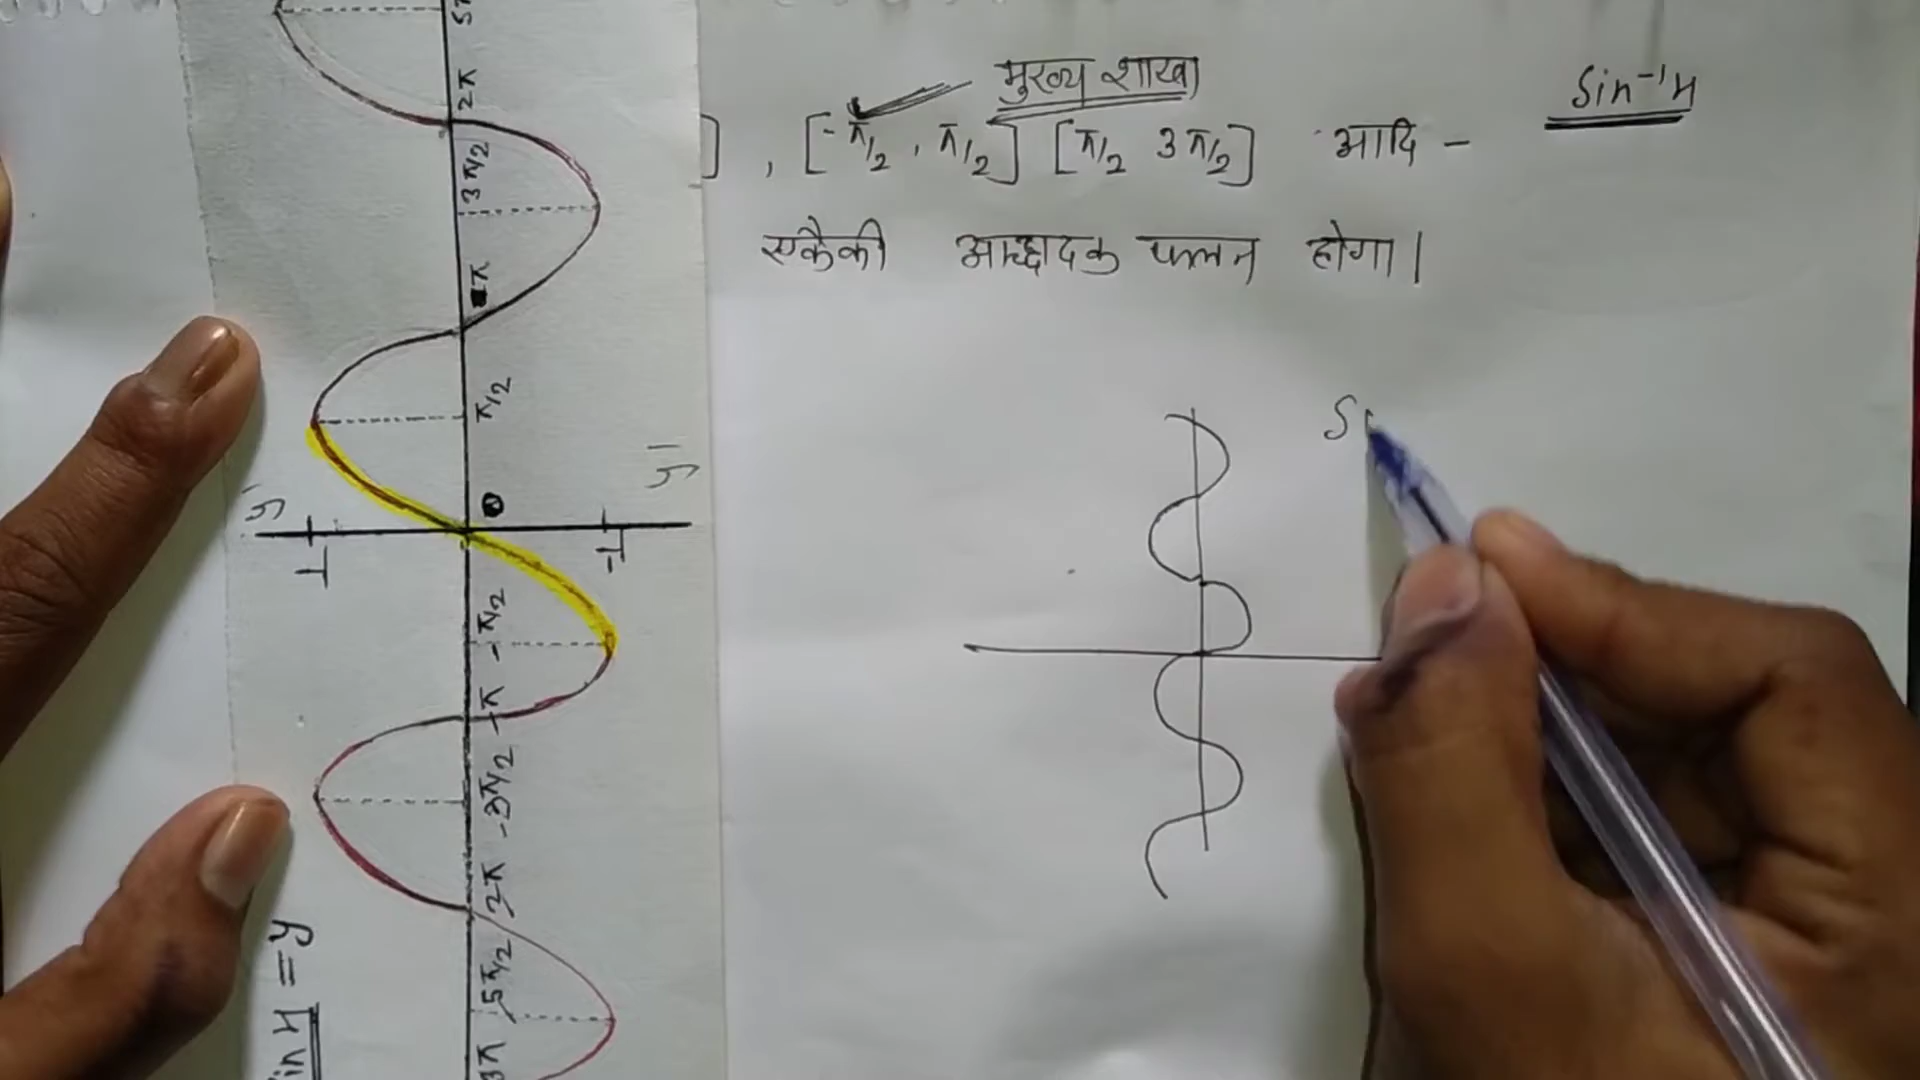 मुख्य शाखा
Sin⁻¹x
] , [-π/2 , π/2] [π/2 3π/2] आदि -
एकैकी आच्छादक फलन होगा।
S
2π
3π/2
π
π/2
0
y'
y
1
-1
-π/2
-π
-3π/2
-2π
-5π/2
-3π
sin x = y